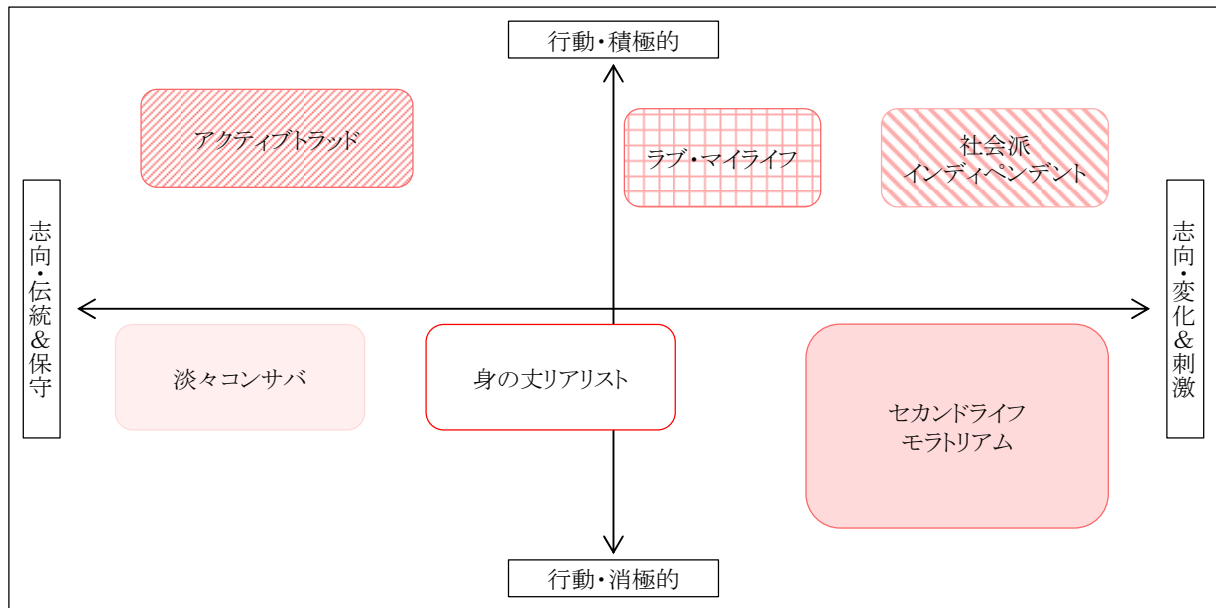 行動・積極的
アクティブトラッド
ラブ・マイライフ
社会派
インディペンデント
志向・伝統&保守
志向・変化&刺激
淡々コンサバ
身の丈リアリスト
セカンドライフ
モラトリアム
行動・消極的